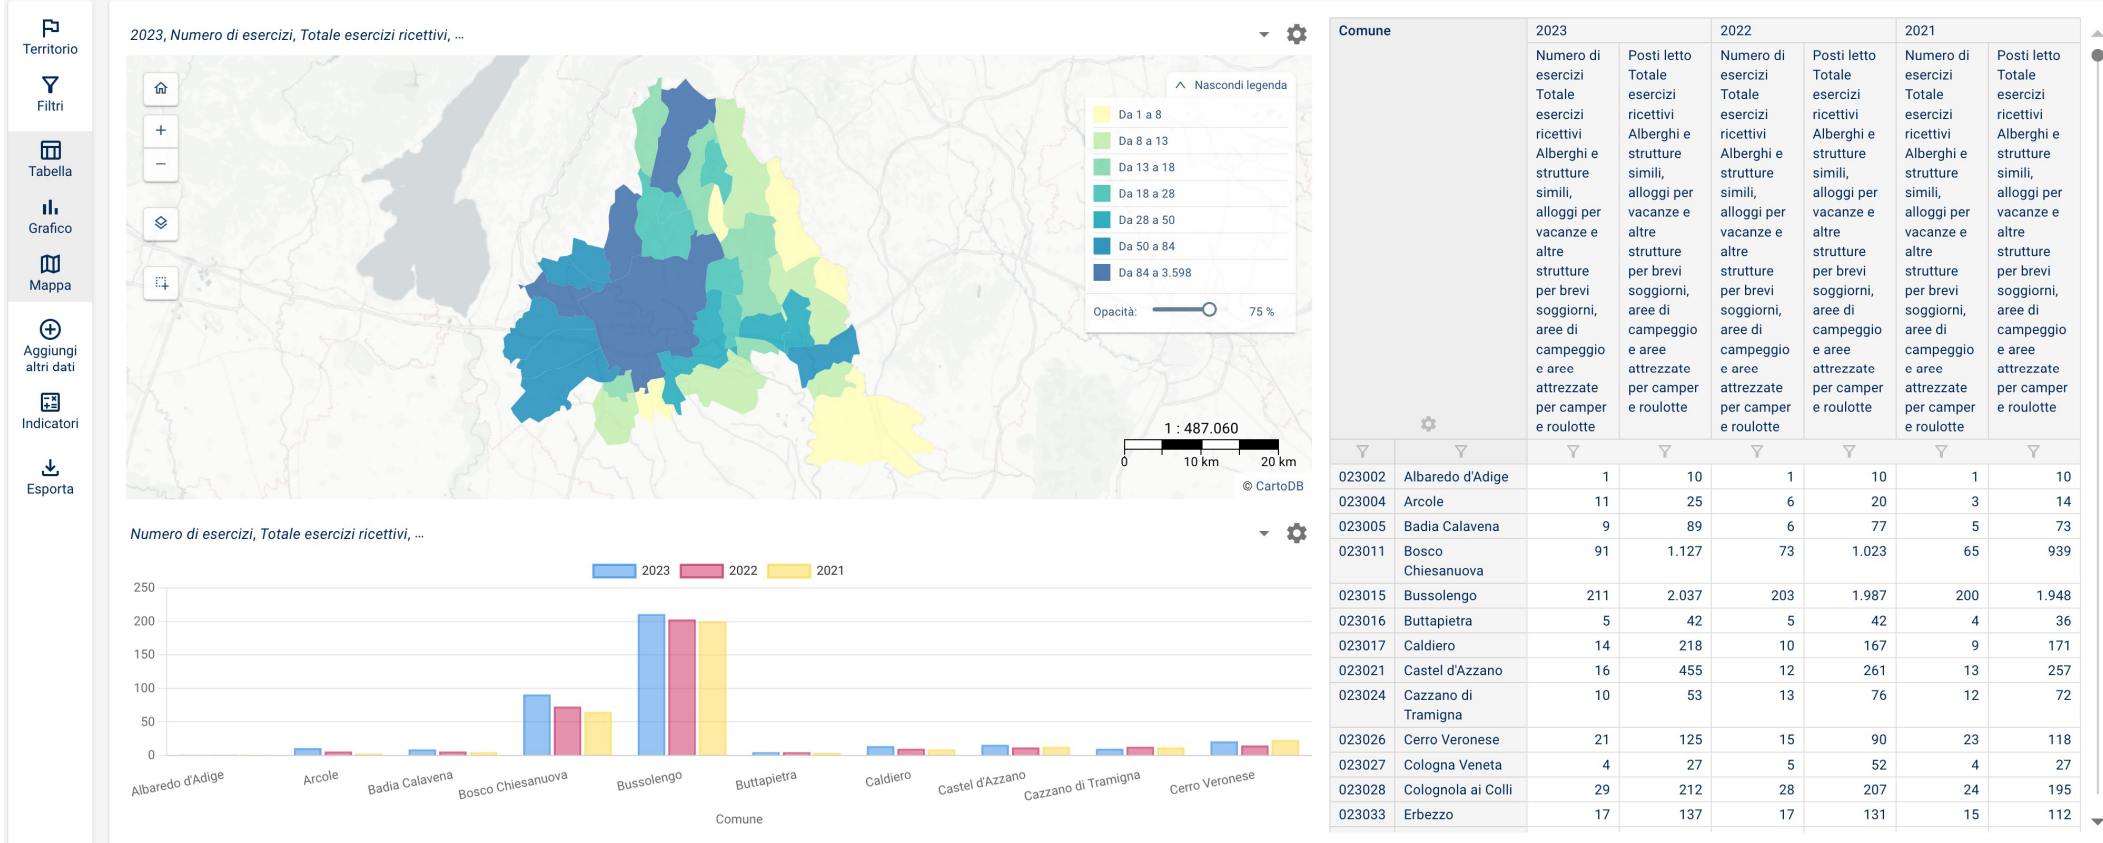 Territorio
Filtri
Tabella
Grafico
Mappa
Aggiungi
altri dati
Indicatori
Esporta
2023, Numero di esercizi, Totale esercizi ricettivi, ...
Nascondi legenda
Da 1 a 8
Da 8 a 13
Da 13 a 18
Da 18 a 28
Da 28 a 50
Da 50 a 84
Da 84 a 3.598
Opacità: 75 %
1 : 487.060
0 10 km 20 km
© CartoDB
Numero di esercizi, Totale esercizi ricettivi, ...
2023 2022 2021
250
200
150
100
50
0
Albaredo d'Adige Arcole Badia Calavena Bosco Chiesanuova Bussolengo Buttapietra Caldiero Castel d'Azzano Cazzano di Tramigna Cerro Veronese
Comune
Comune 2023 2022 2021
Numero di Posti letto Numero di Posti letto Numero di Posti letto
esercizi Totale esercizi Totale esercizi Totale
Totale esercizi Totale esercizi Totale esercizi
esercizi ricettivi esercizi ricettivi esercizi ricettivi
ricettivi Alberghi e ricettivi Alberghi e ricettivi Alberghi e
Alberghi e strutture Alberghi e strutture Alberghi e strutture
strutture simili, strutture simili, strutture simili,
simili, alloggi per simili, alloggi per simili, alloggi per
alloggi per vacanze e alloggi per vacanze e alloggi per vacanze e
vacanze e altre vacanze e altre vacanze e altre
altre strutture altre strutture altre strutture
strutture per brevi strutture per brevi strutture per brevi
per brevi soggiorni, per brevi soggiorni, per brevi soggiorni,
soggiorni, aree di soggiorni, aree di soggiorni, aree di
aree di campeggio aree di campeggio aree di campeggio
campeggio e aree campeggio e aree campeggio e aree
e aree attrezzate e aree attrezzate e aree attrezzate
attrezzate per camper attrezzate per camper attrezzate per camper
per camper e roulotte per camper e roulotte per camper e roulotte
e roulotte e roulotte e roulotte
023002 Albaredo d'Adige 1 10 1 10 1 10
023004 Arcole 11 25 6 20 3 14
023005 Badia Calavena 9 89 6 77 5 73
023011 Bosco 91 1.127 73 1.023 65 939
Chiesanuova
023015 Bussolengo 211 2.037 203 1.987 200 1.948
023016 Buttapietra 5 42 5 42 4 36
023017 Caldiero 14 218 10 167 9 171
023021 Castel d'Azzano 16 455 12 261 13 257
023024 Cazzano di 10 53 13 76 12 72
Tramigna
023026 Cerro Veronese 21 125 15 90 23 118
023027 Cologna Veneta 4 27 5 52 4 27
023028 Colognola ai Colli 29 212 28 207 24 195
023033 Erbezzo 17 137 17 131 15 112